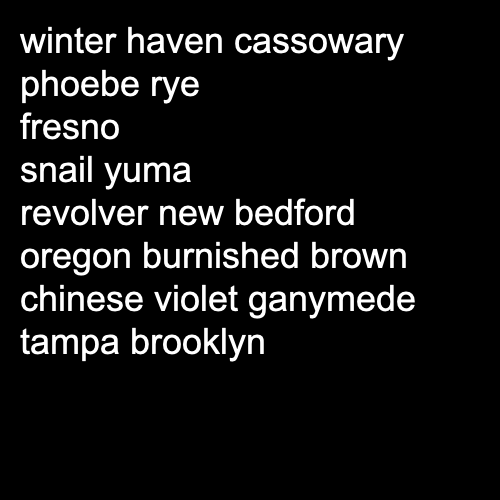 winter haven cassowary
phoebe rye
fresno
snail yuma
revolver new bedford
oregon burnished brown
chinese violet ganymede
tampa brooklyn